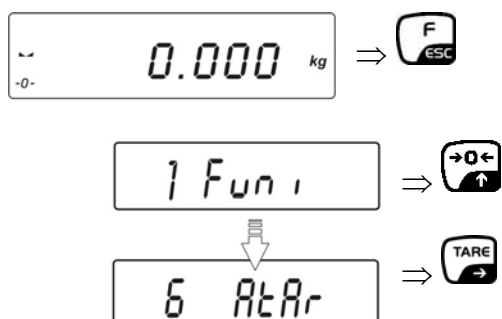 0.000 kg ⇒ F
-0- ESC
1 Funi ⇒ →0←
↑
6 AtAr ⇒ TARE
→